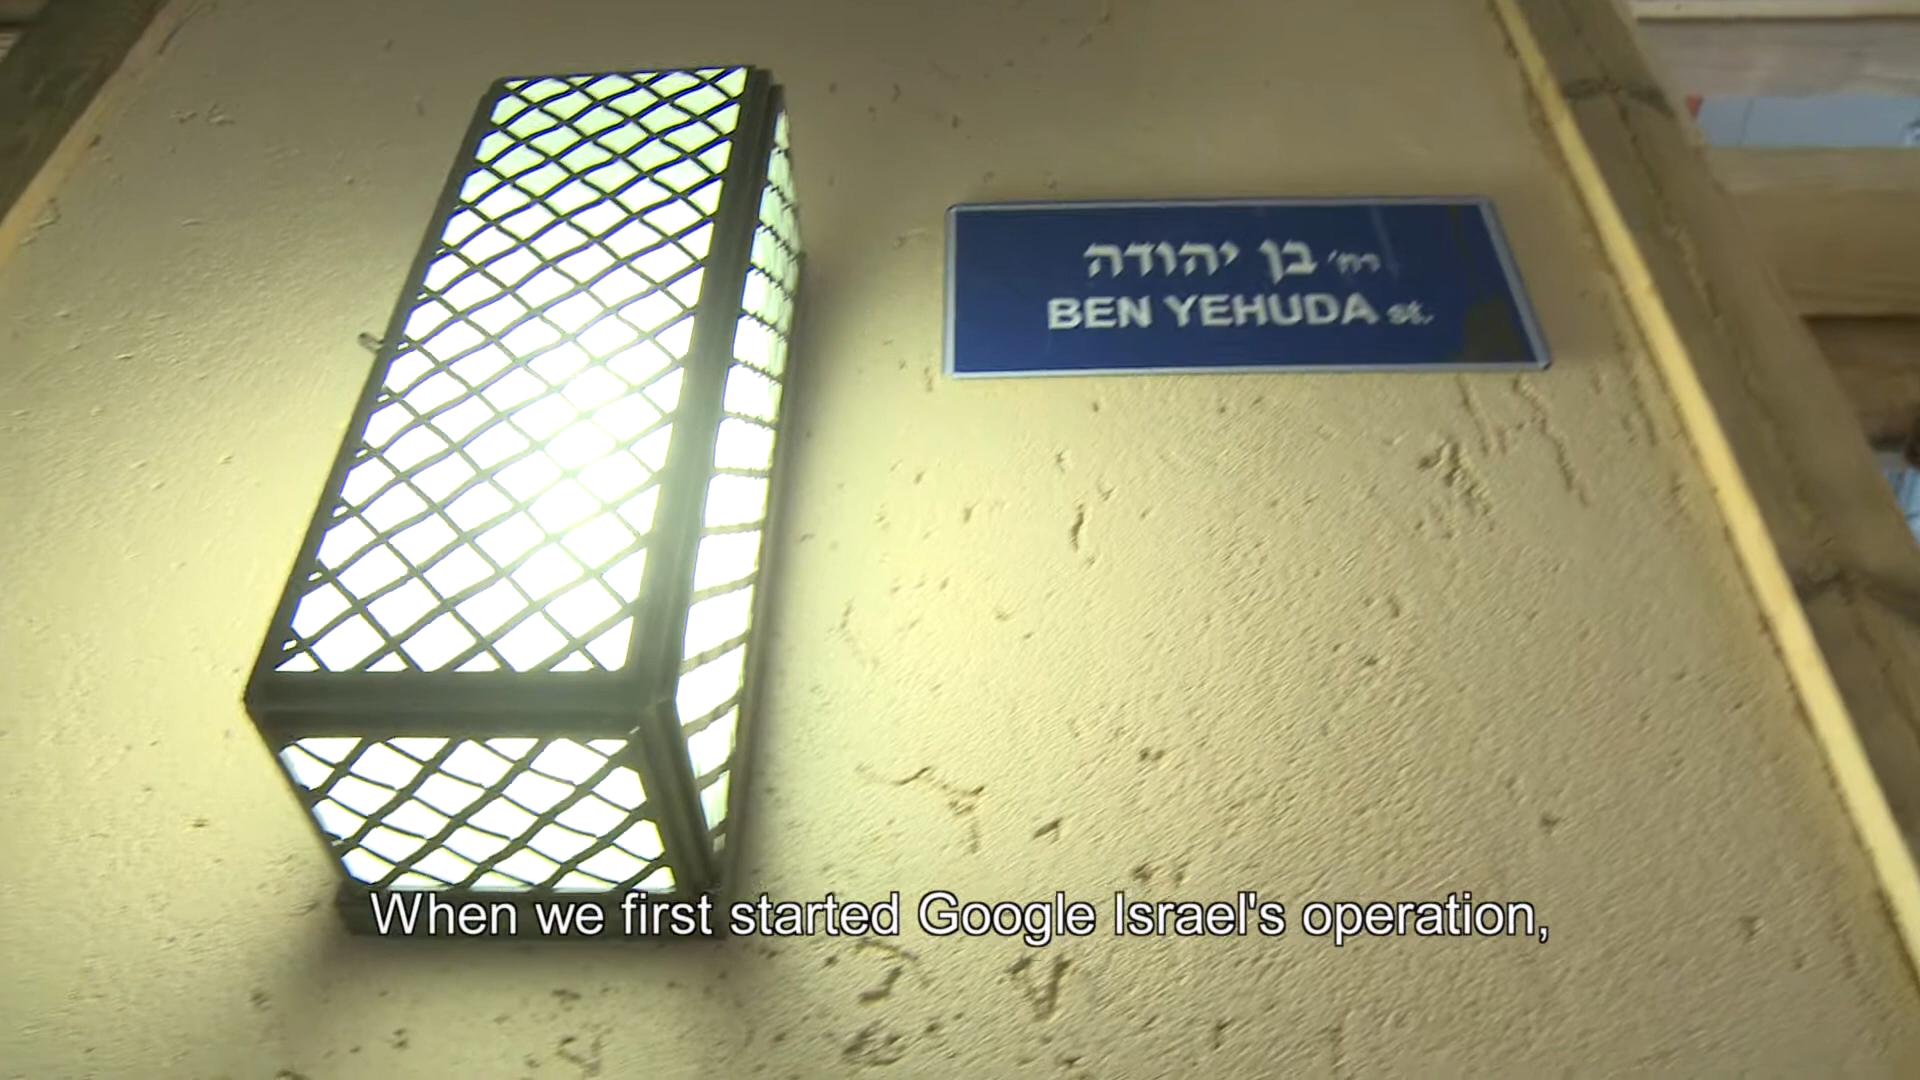 רח' בן יהודה
BEN YEHUDA st.
When we first started Google Israel's operation,